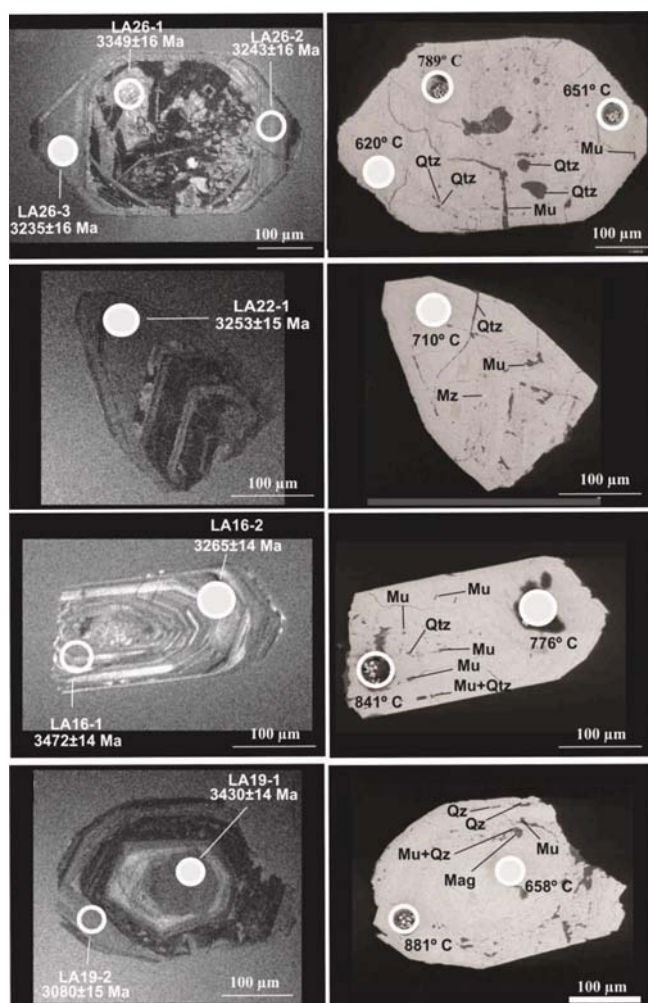 LA26-1
3349±16 Ma
LA26-2
3243±16 Ma
LA26-3
3235±16 Ma
100 µm
789° C
651° C
620° C
Mu
Qtz
Qtz
Qtz
Qtz
Mu
100 µm
LA22-1
3253±15 Ma
100 µm
710° C
Qtz
Mu
Mz
100 µm
LA16-2
3265±14 Ma
LA16-1
3472±14 Ma
100 µm
Mu
Mu
Qtz
Mu
Mu
Mu+Qtz
776° C
841° C
100 µm
LA19-1
3430±14 Ma
LA19-2
3080±15 Ma
100 µm
Qz
Qz
Mu+Qz
Mu
Mag
658° C
881° C
100 µm